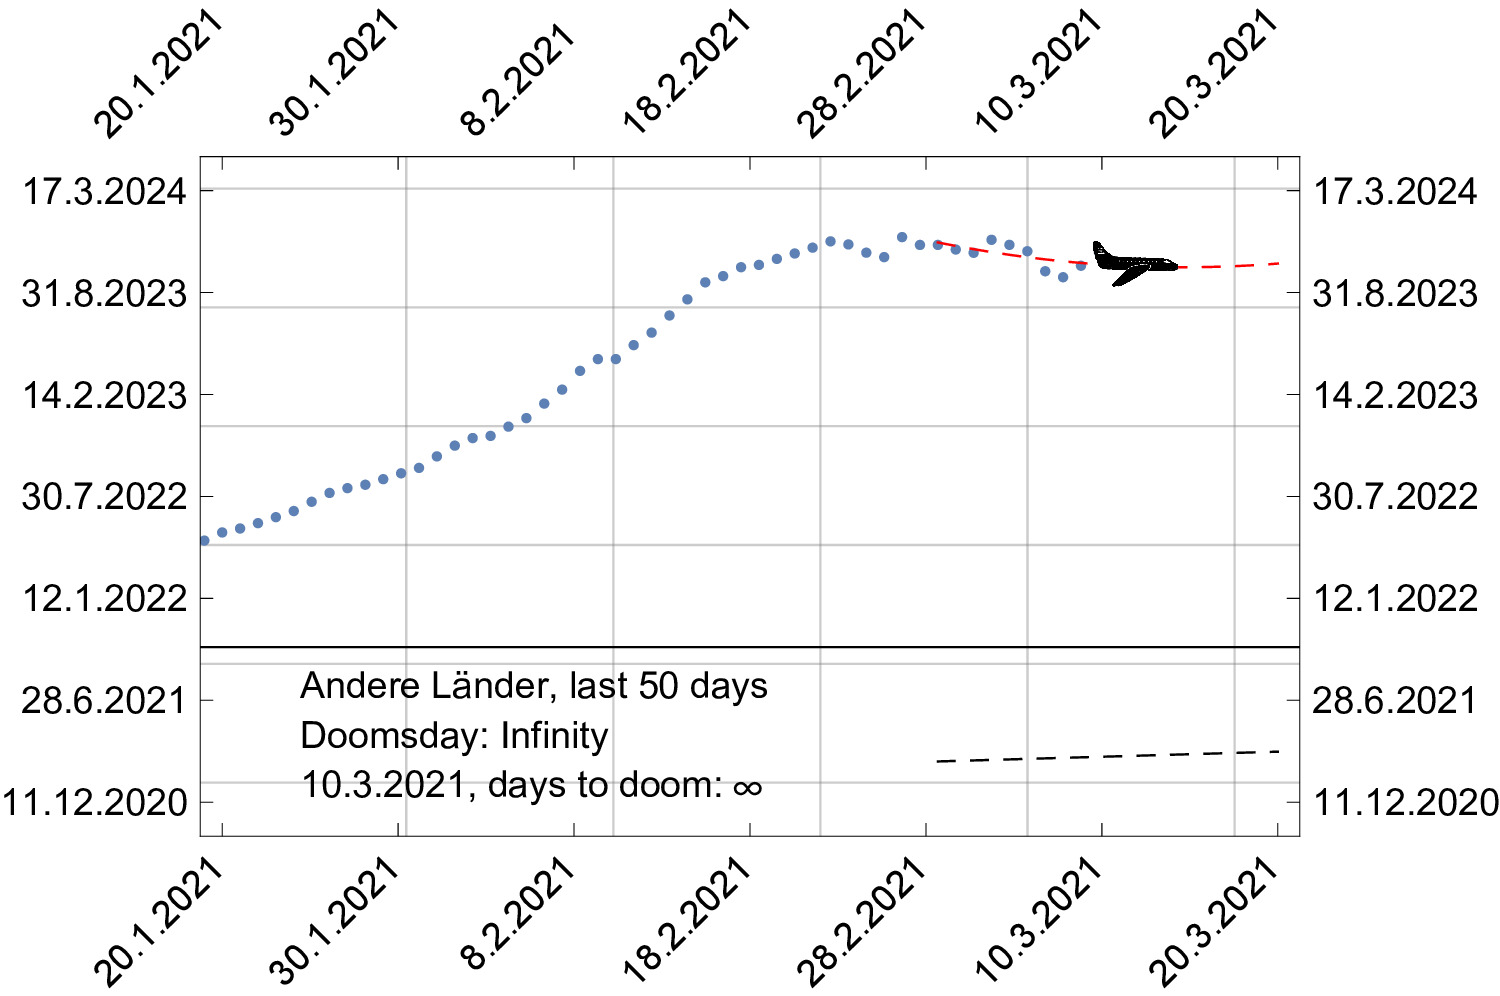 20.1.2021 30.1.2021 8.2.2021 18.2.2021 28.2.2021 10.3.2021 20.3.2021
17.3.2024 17.3.2024
31.8.2023 31.8.2023
14.2.2023 14.2.2023
30.7.2022 30.7.2022
12.1.2022 12.1.2022
Andere Länder, last 50 days
28.6.2021 28.6.2021
Doomsday: Infinity
10.3.2021, days to doom: ∞
11.12.2020 11.12.2020
20.1.2021 30.1.2021 8.2.2021 18.2.2021 28.2.2021 10.3.2021 20.3.2021